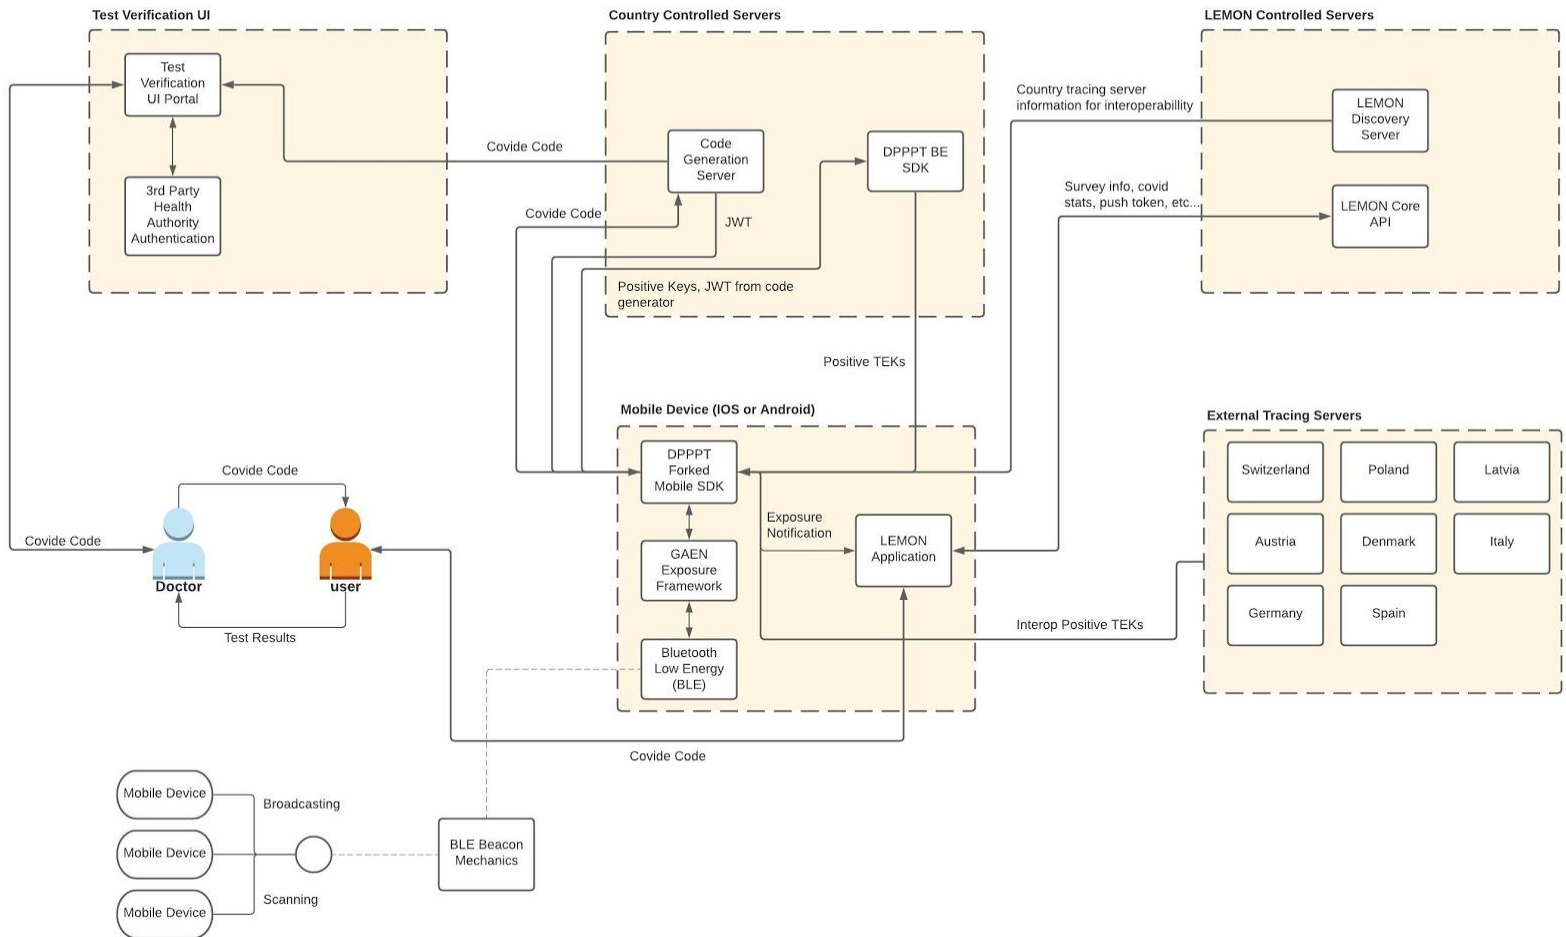 Test Verification UI
Country Controlled Servers
LEMON Controlled Servers
Test
Verification
UI Portal
3rd Party
Health
Authority
Authentication
Covide Code
Code
Generation
Server
DPPPT BE
SDK
Covide Code
JWT
Positive Keys, JWT from code
generator
Country tracing server
information for interoperabillity
LEMON
Discovery
Server
Survey info, covid
stats, push token, etc...
LEMON Core
API
Positive TEKs
Mobile Device (IOS or Android)
External Tracing Servers
DPPPT
Forked
Mobile SDK
Exposure
Notification
LEMON
Application
GAEN
Exposure
Framework
Bluetooth
Low Energy
(BLE)
Switzerland
Poland
Latvia
Austria
Denmark
Italy
Germany
Spain
Interop Positive TEKs
Covide Code
Covide Code
Doctor
user
Test Results
Covide Code
Mobile Device
Broadcasting
Mobile Device
BLE Beacon
Mechanics
Scanning
Mobile Device